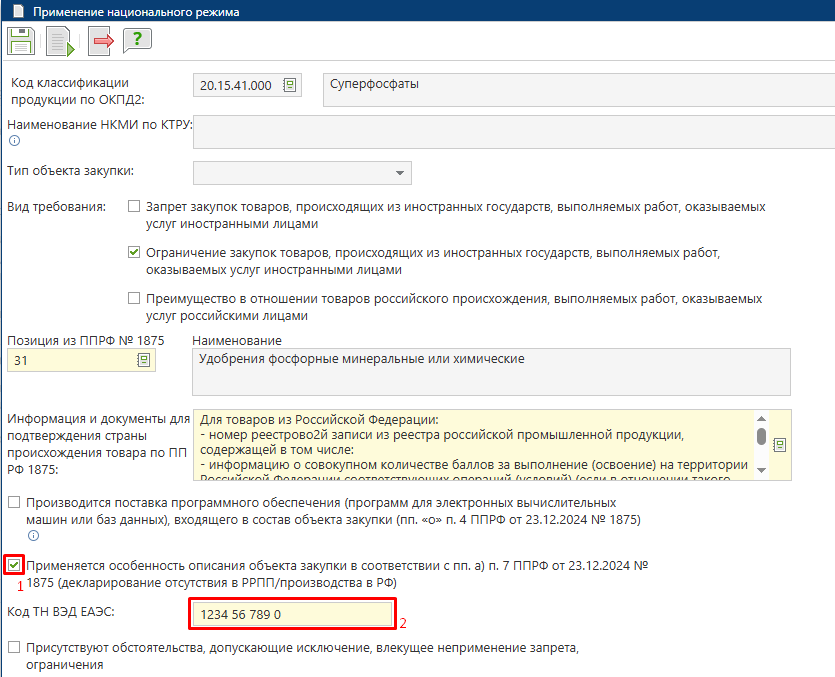 Применение национального режима
?
Код классификации
продукции по ОКПД2:
20.15.41.000
Суперфосфаты
Наименование НКМИ по КТРУ:
Тип объекта закупки:
Вид требования:
Запрет закупок товаров, происходящих из иностранных государств, выполняемых работ, оказываемых
услуг иностранными лицами
Ограничение закупок товаров, происходящих из иностранных государств, выполняемых работ,
оказываемых услуг иностранными лицами
Преимущество в отношении товаров российского происхождения, выполняемых работ, оказываемых
услуг российскими лицами
Позиция из ППРФ № 1875
Наименование
31
Удобрения фосфорные минеральные или химические
Информация и документы для
подтверждения страны
происхождения товара по ПП
РФ 1875:
Для товаров из Российской Федерации:
- номер реестрово2й записи из реестра российской промышленной продукции,
содержащей в том числе:
- информацию о совокупном количестве баллов за выполнение (освоение) на территории
Российской Федерации соответствующих операций (условий) (если в отношении такого
Производится поставка программного обеспечения (программ для электронных вычислительных
машин или баз данных), входящего в состав объекта закупки (пп. «о» п. 4 ППРФ от 23.12.2024 № 1875)
Применяется особенность описания объекта закупки в соответствии с пп. а) п. 7 ППРФ от 23.12.2024 №
1 1875 (декларирование отсутствия в РРПП/производства в РФ)
Код ТН ВЭД ЕАЭС:
1234 56 789 0
2
Присутствуют обстоятельства, допускающие исключение, влекущее неприменение запрета,
ограничения